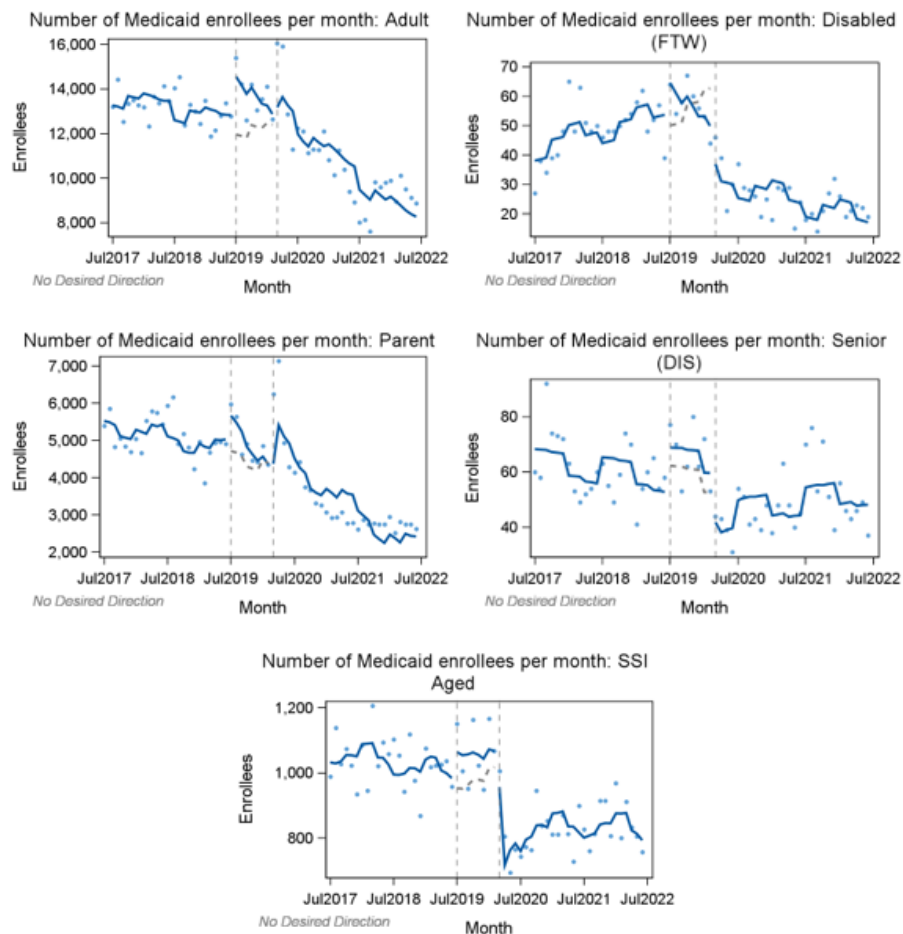 Number of Medicaid enrollees per month: Adult
16,000
14,000
12,000
10,000
8,000
Enrollees
Jul2017 Jul2018 Jul2019 Jul2020 Jul2021 Jul2022
No Desired Direction
Month
Number of Medicaid enrollees per month: Disabled
(FTW)
70
60
50
40
30
20
Enrollees
Jul2017 Jul2018 Jul2019 Jul2020 Jul2021 Jul2022
No Desired Direction
Month
Number of Medicaid enrollees per month: Parent
7,000
6,000
5,000
4,000
3,000
2,000
Enrollees
Jul2017 Jul2018 Jul2019 Jul2020 Jul2021 Jul2022
No Desired Direction
Month
Number of Medicaid enrollees per month: Senior
(DIS)
80
60
40
Enrollees
Jul2017 Jul2018 Jul2019 Jul2020 Jul2021 Jul2022
No Desired Direction
Month
Number of Medicaid enrollees per month: SSI
Aged
1,200
1,000
800
Enrollees
Jul2017 Jul2018 Jul2019 Jul2020 Jul2021 Jul2022
No Desired Direction
Month